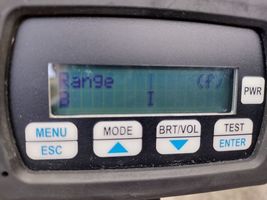 Range I (f)
B I
PWR
MENU
ESC
MODE
BRT/VOL
TEST
ENTER